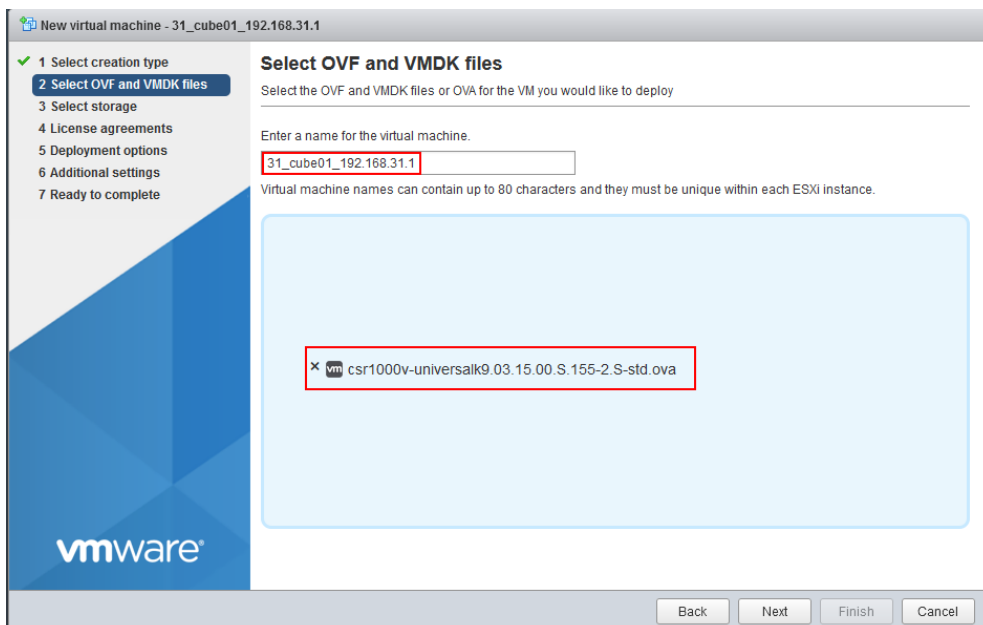 New virtual machine - 31_cube01_192.168.31.1
1 Select creation type
2 Select OVF and VMDK files
3 Select storage
4 License agreements
5 Deployment options
6 Additional settings
7 Ready to complete
vmware®
Select OVF and VMDK files
Select the OVF and VMDK files or OVA for the VM you would like to deploy
Enter a name for the virtual machine.
31_cube01_192.168.31.1
Virtual machine names can contain up to 80 characters and they must be unique within each ESXi instance.
× vm csr1000v-universalk9.03.15.00.S.155-2.S-std.ova
Back Next Finish Cancel